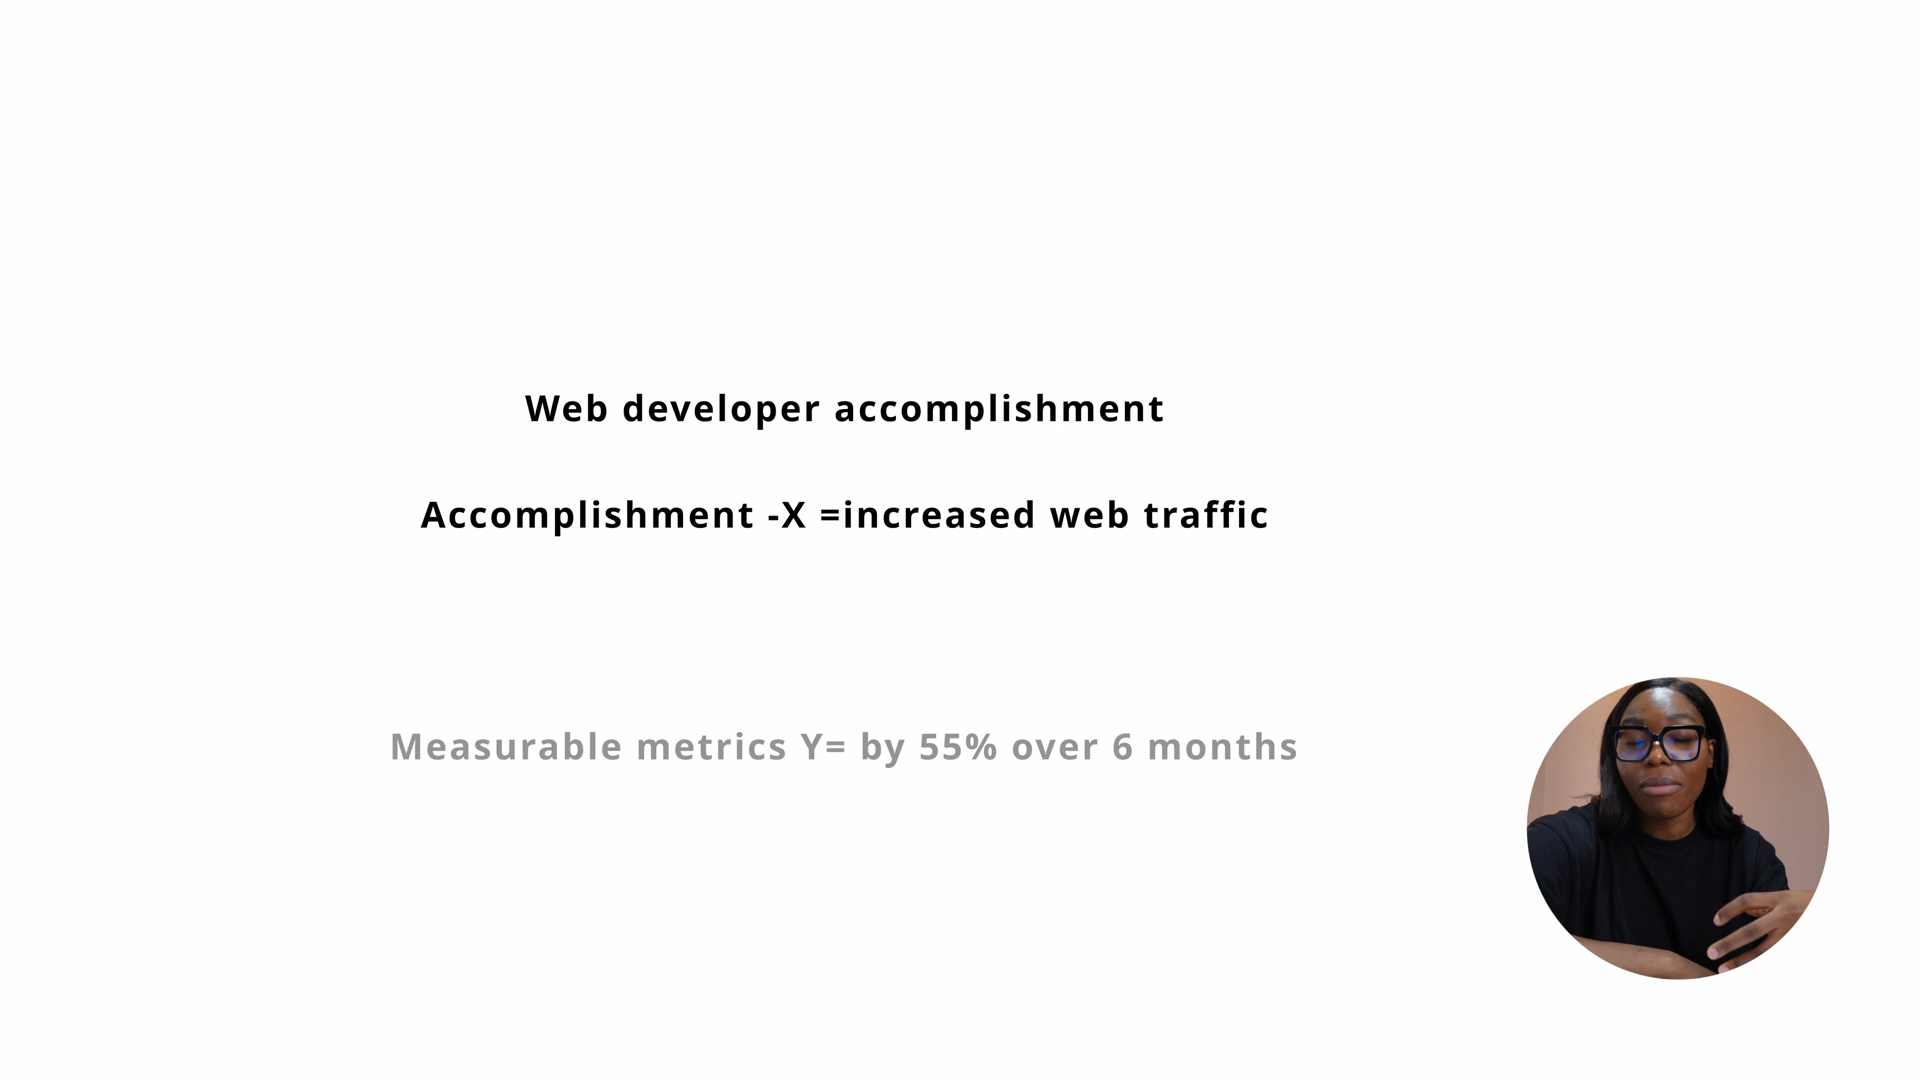 Web developer accomplishment
Accomplishment -X =increased web traffic
Measurable metrics Y= by 55% over 6 months